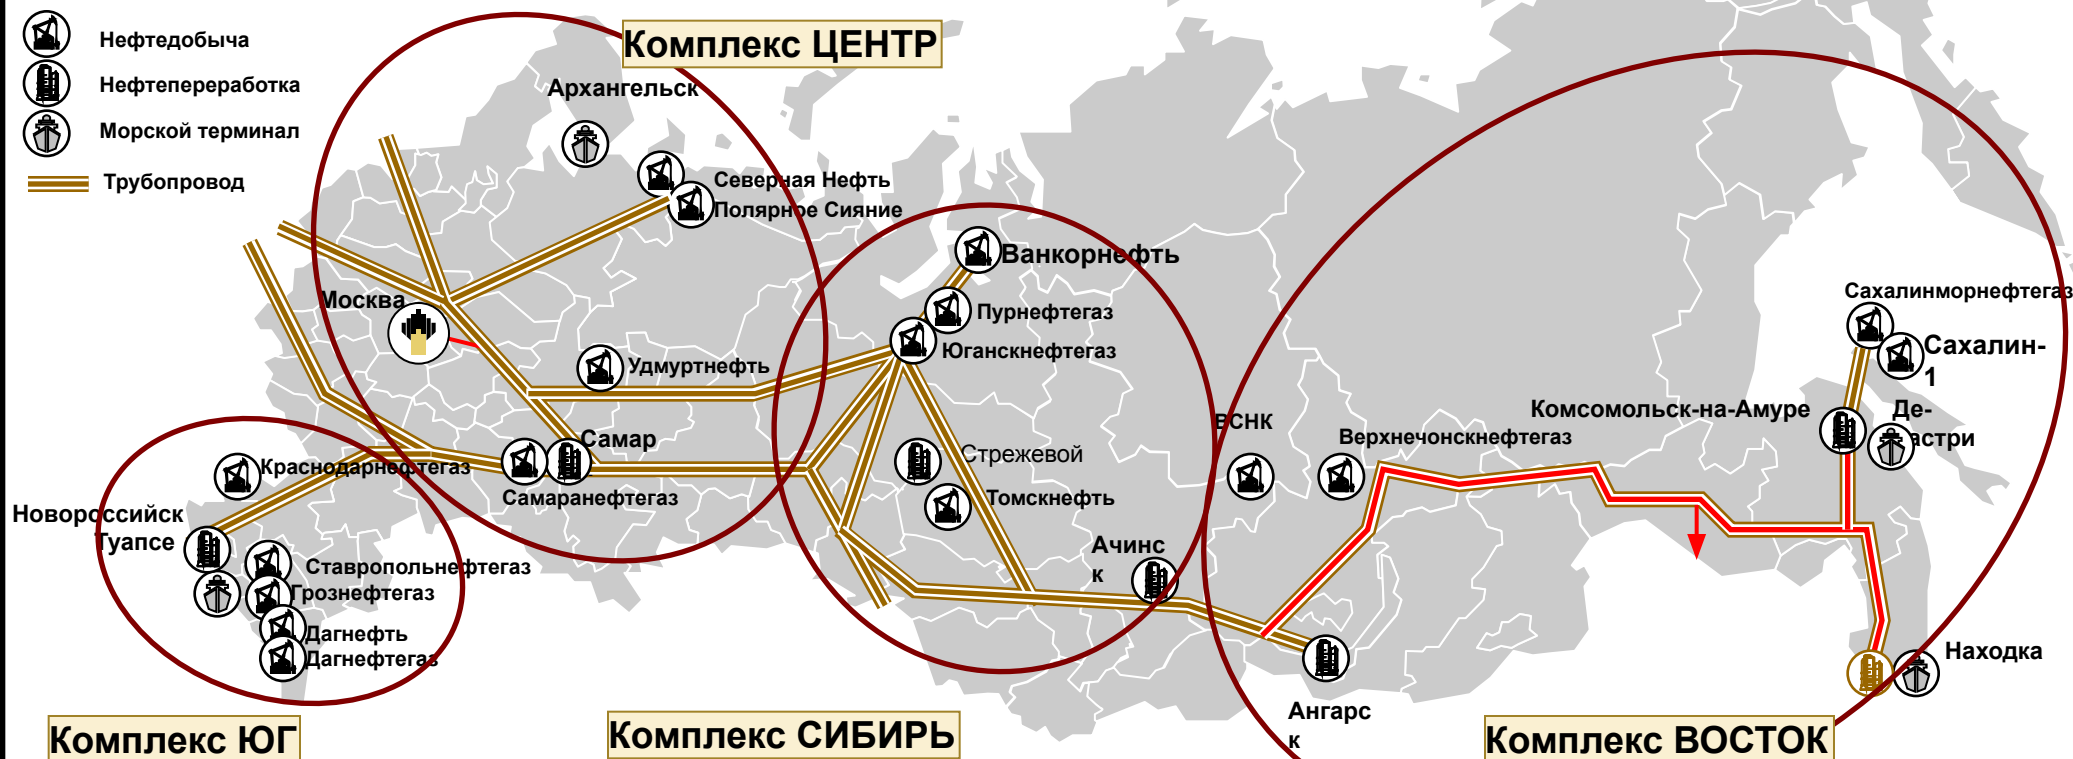 Нефтедобыча
Нефтепереработка
Морской терминал
Трубопровод
Комплекс ЦЕНТР
Архангельск
Северная Нефть
Полярное Сияние
Москва
Удмуртнефть
Самар
Самаранефтегаз
Ванкорнефть
Пурнефтегаз
Юганскнефтегаз
Стрежевой
Томскнефть
Ачинс
к
Краснодарнефтегаз
Новороссийск
Туапсе
Ставропольнефтегаз
Грознефтегаз
Дагнефть
Дагнефтегаз
ВСНК
Верхнечонскнефтегаз
Комсомольск-на-Амуре
Сахалинморнефтегаз
Сахалин-
1
Де-
Кастри
Находка
Ангарс
к
Комплекс ЮГ
Комплекс СИБИРЬ
Комплекс ВОСТОК